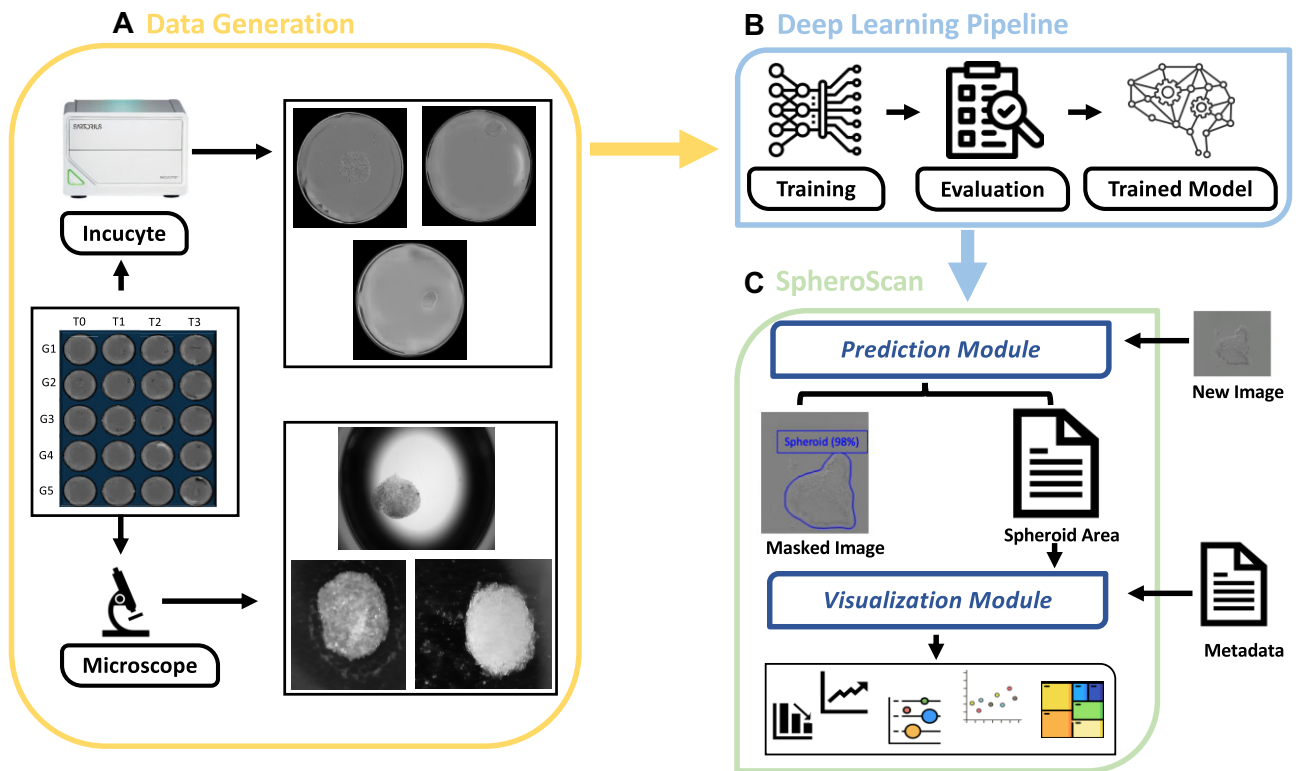 A Data Generation
SARTORIUS
Incucyte
T0 T1 T2 T3
G1
G2
G3
G4
G5
Microscope
B Deep Learning Pipeline
Training
Evaluation
Trained Model
C SpheroScan
Prediction Module
New Image
Spheroid (98%)
Masked Image
Spheroid Area
Visualization Module
Metadata